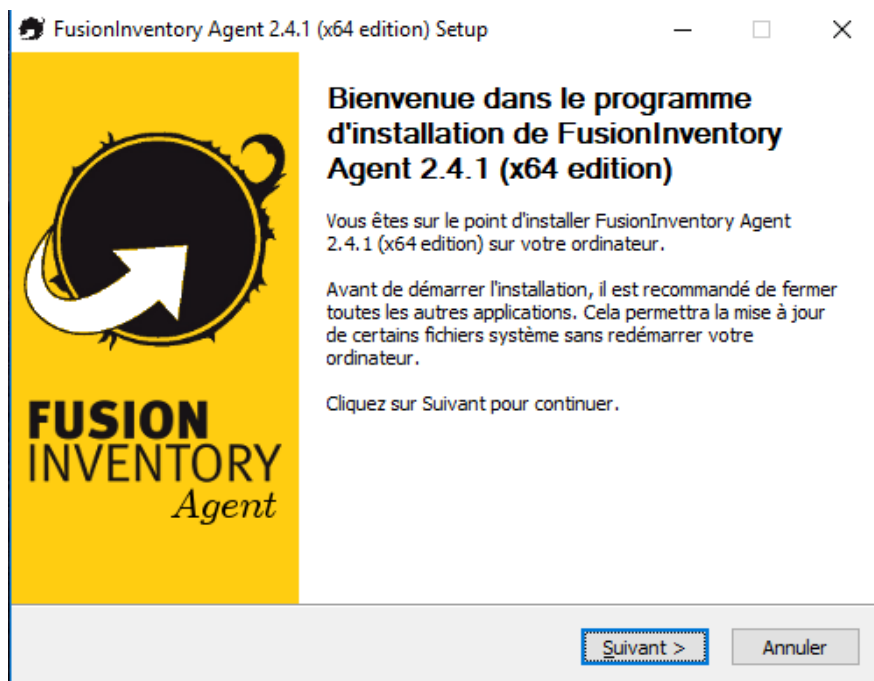 FusionInventory Agent 2.4.1 (x64 edition) Setup
Bienvenue dans le programme
d'installation de FusionInventory
Agent 2.4.1 (x64 edition)
Vous êtes sur le point d'installer FusionInventory Agent
2.4.1 (x64 edition) sur votre ordinateur.
Avant de démarrer l'installation, il est recommandé de fermer
toutes les autres applications. Cela permettra la mise à jour
de certains fichiers système sans redémarrer votre
ordinateur.
Cliquez sur Suivant pour continuer.
FUSION
INVENTORY
Agent
Suivant >
Annuler